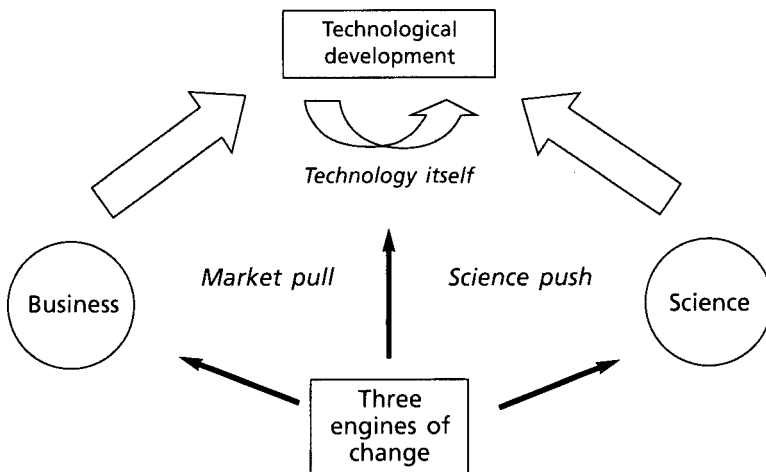 Technological
development
Technology itself
Market pull
Science push
Business
Science
Three
engines of
change